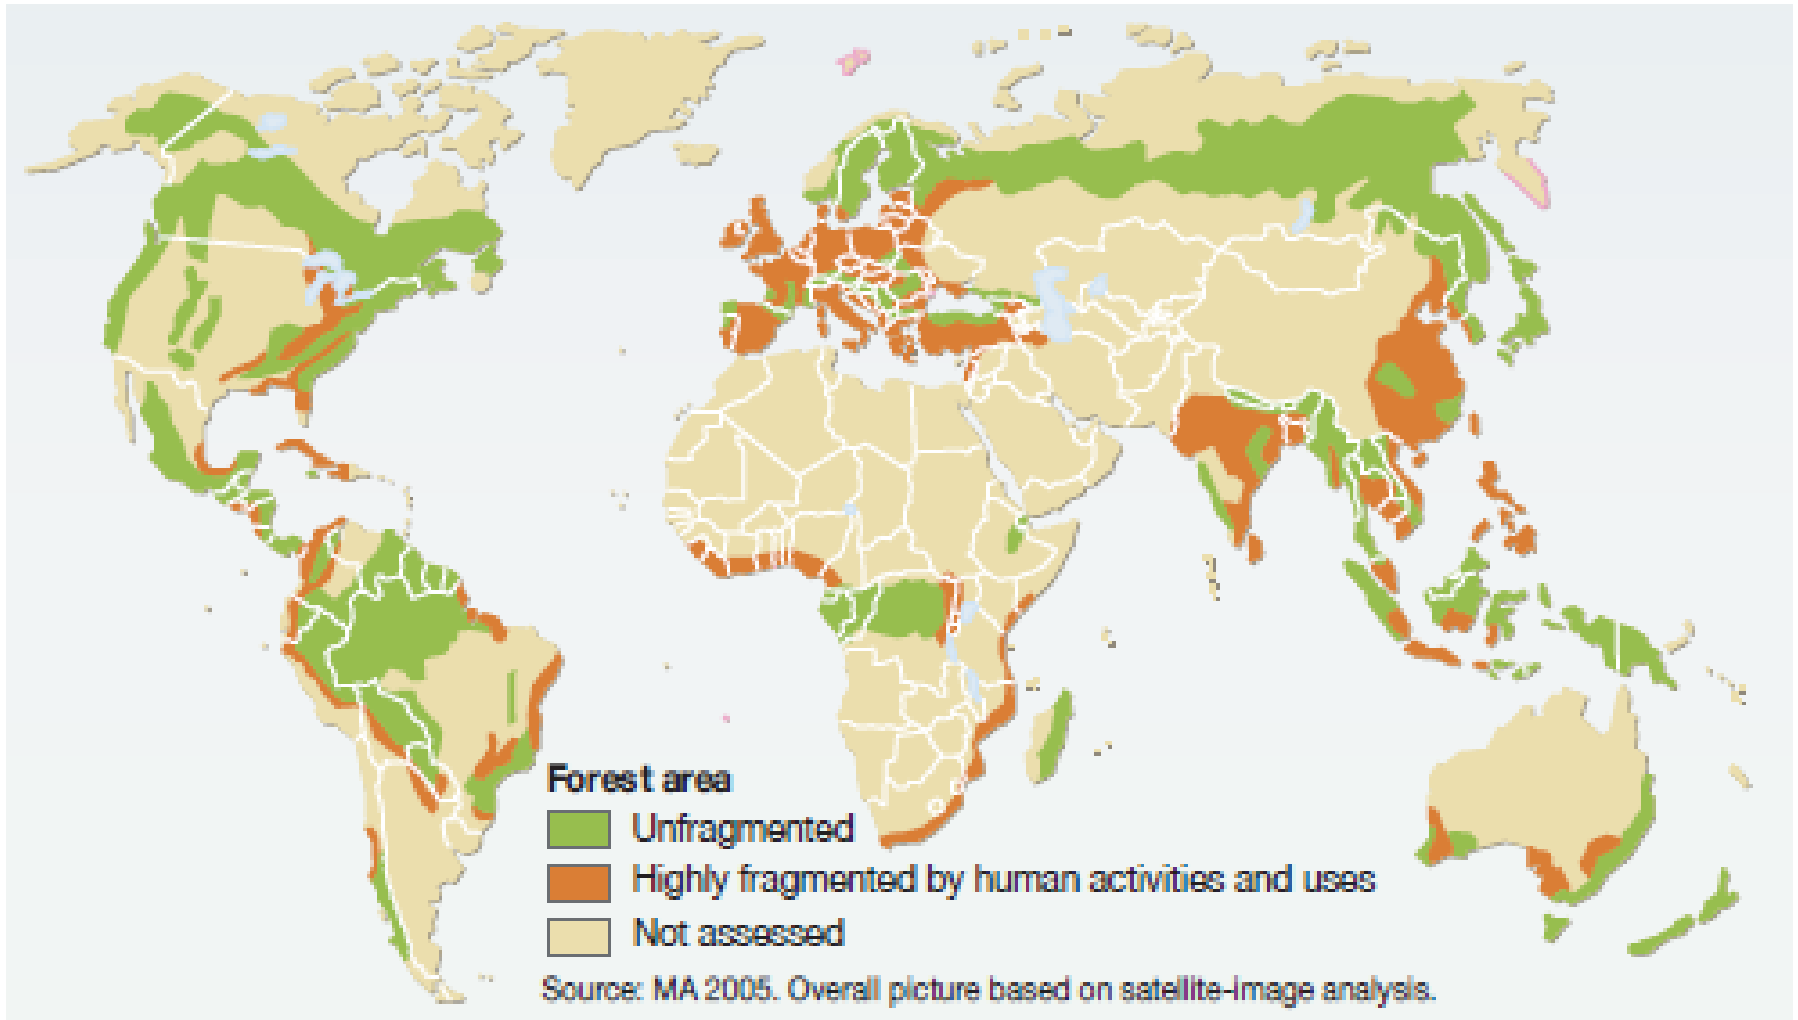 Forest area
Unfragmented
Highly fragmented by human activities and uses
Not assessed
Source: MA 2005. Overall picture based on satellite-image analysis.